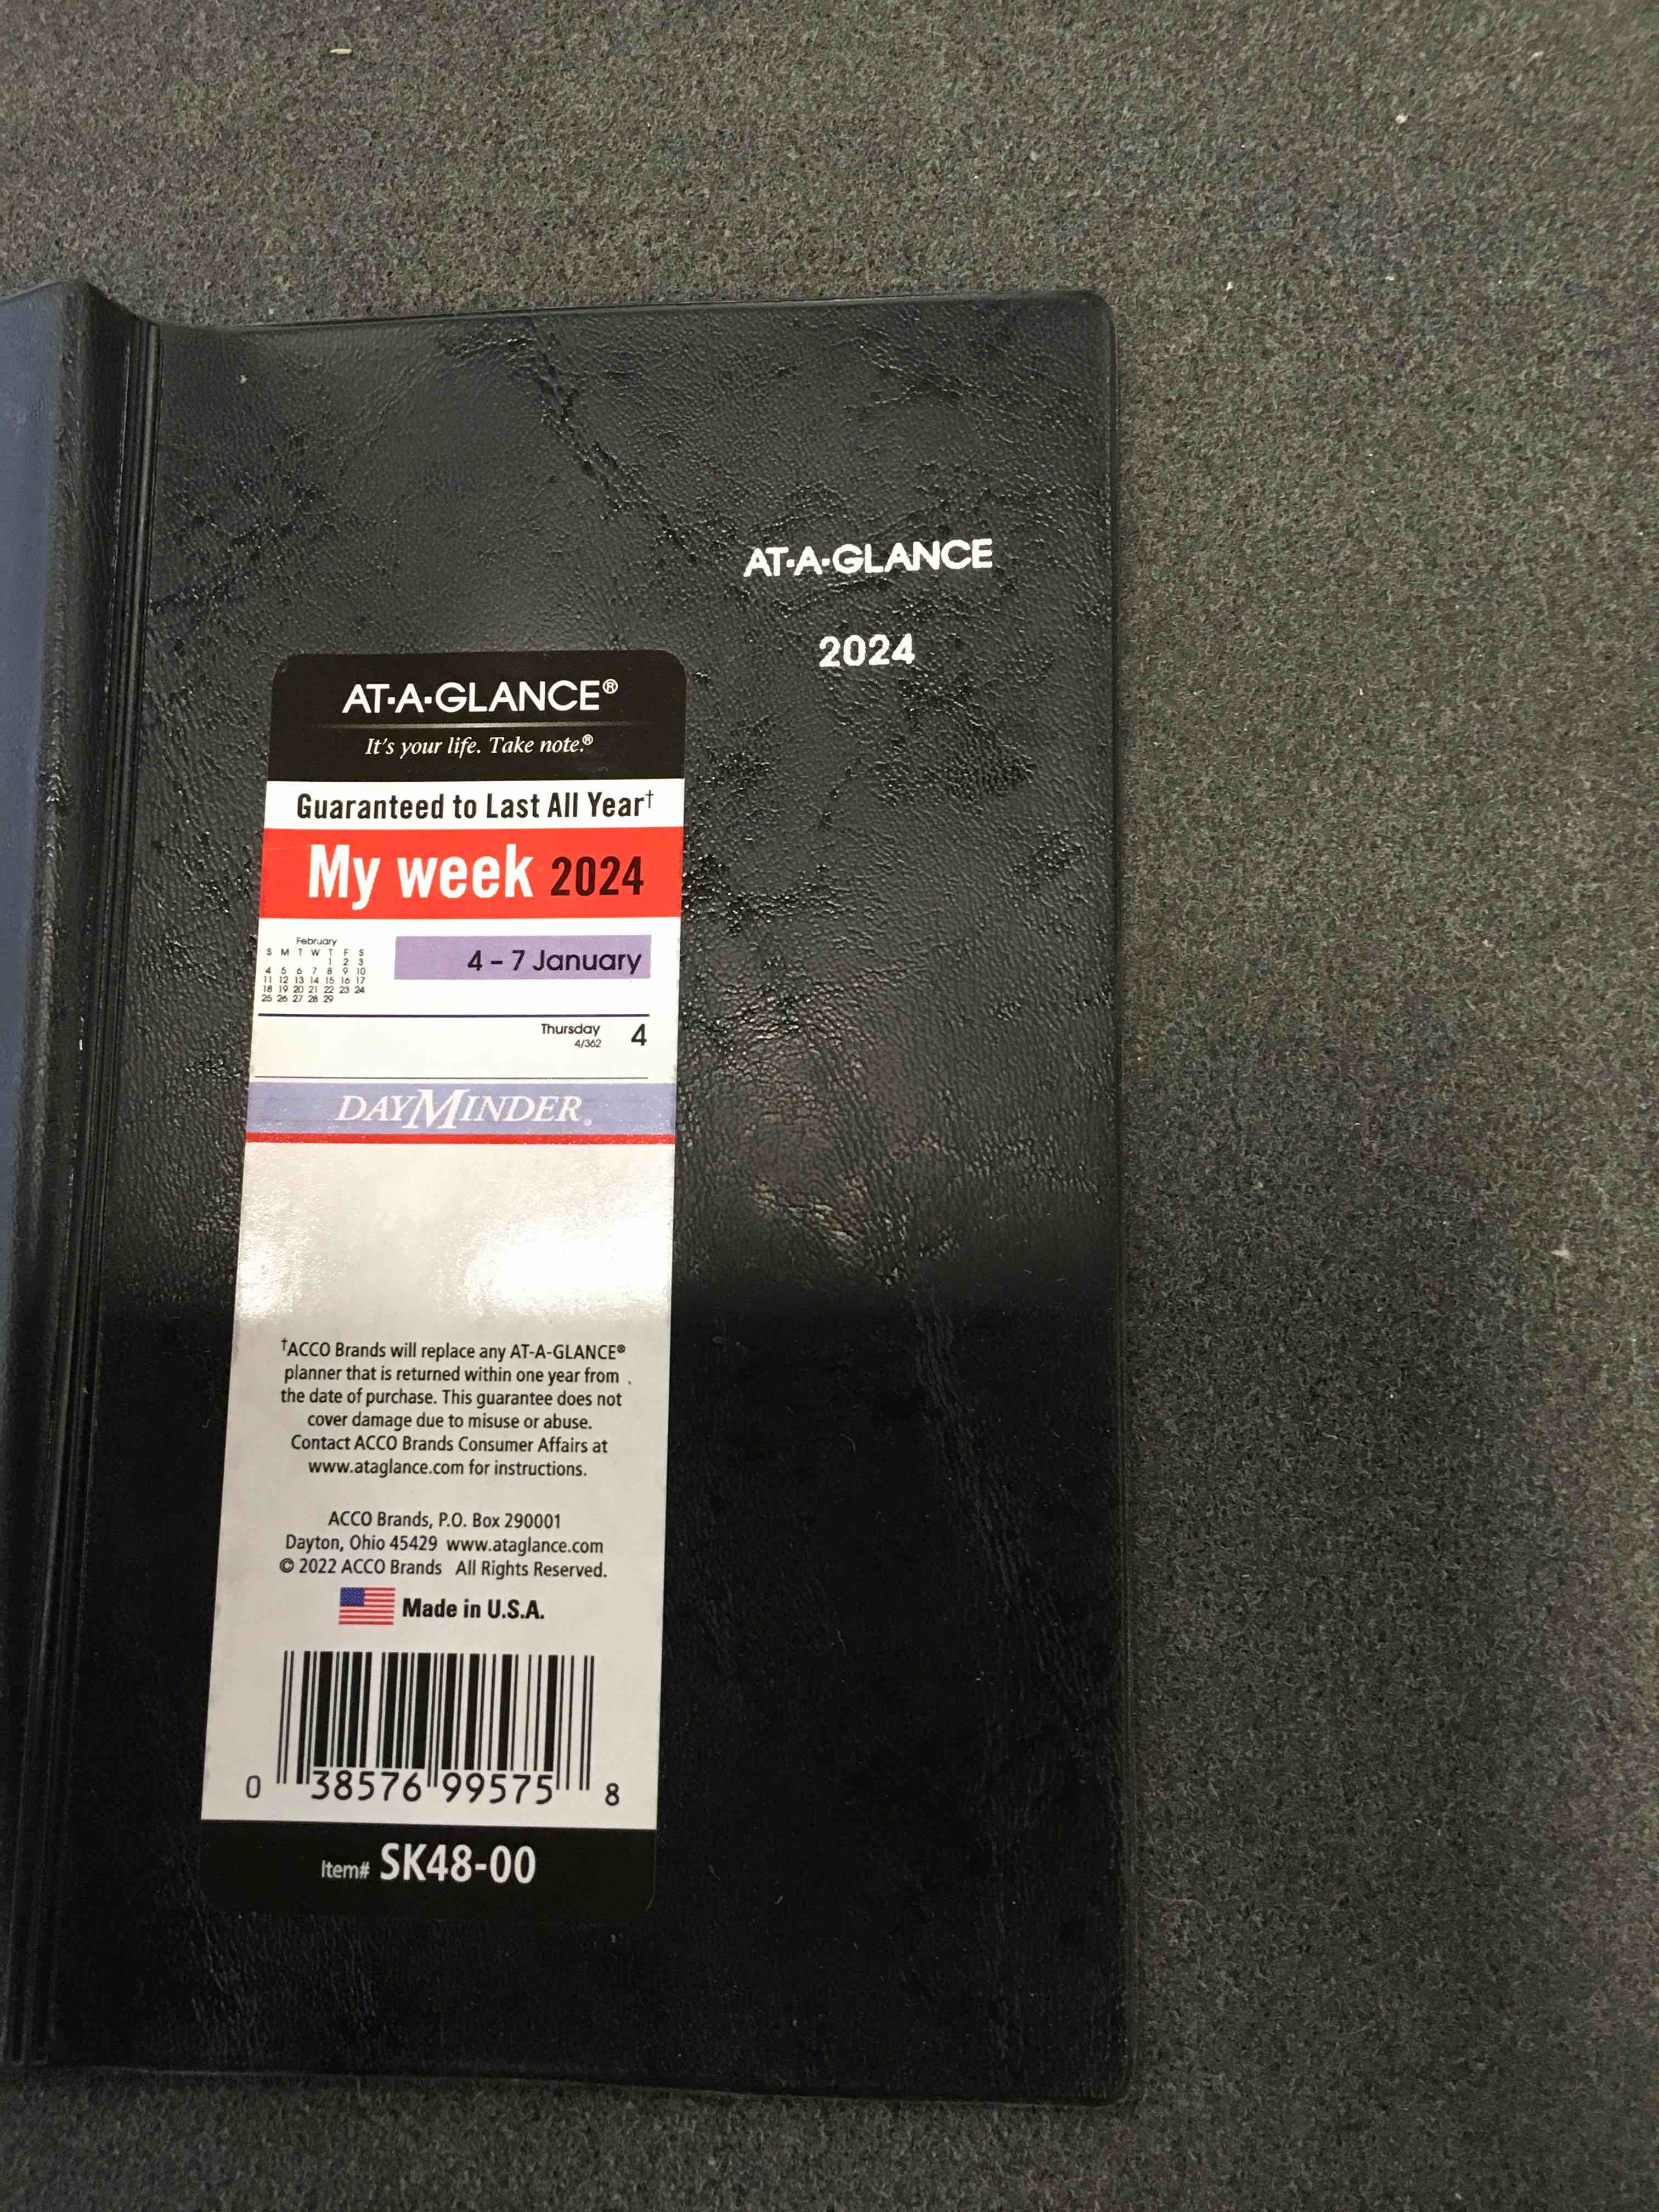 AT-A-GLANCE
2024
AT-A-GLANCE®
It's your life. Take note.®
Guaranteed to Last All Year†
My week 2024
February
S M T W T F S
1 2 3
4 5 6 7 8 9 10
11 12 13 14 15 16 17
18 19 20 21 22 23 24
25 26 27 28 29
4 – 7 January
Thursday 4
4/362
DAYMINDER®
†ACCO Brands will replace any AT-A-GLANCE®
planner that is returned within one year from
the date of purchase. This guarantee does not
cover damage due to misuse or abuse.
Contact ACCO Brands Consumer Affairs at
www.ataglance.com for instructions.
ACCO Brands, P.O. Box 290001
Dayton, Ohio 45429 www.ataglance.com
© 2022 ACCO Brands All Rights Reserved.
Made in U.S.A.
0 38576 99575 8
Item# SK48-00